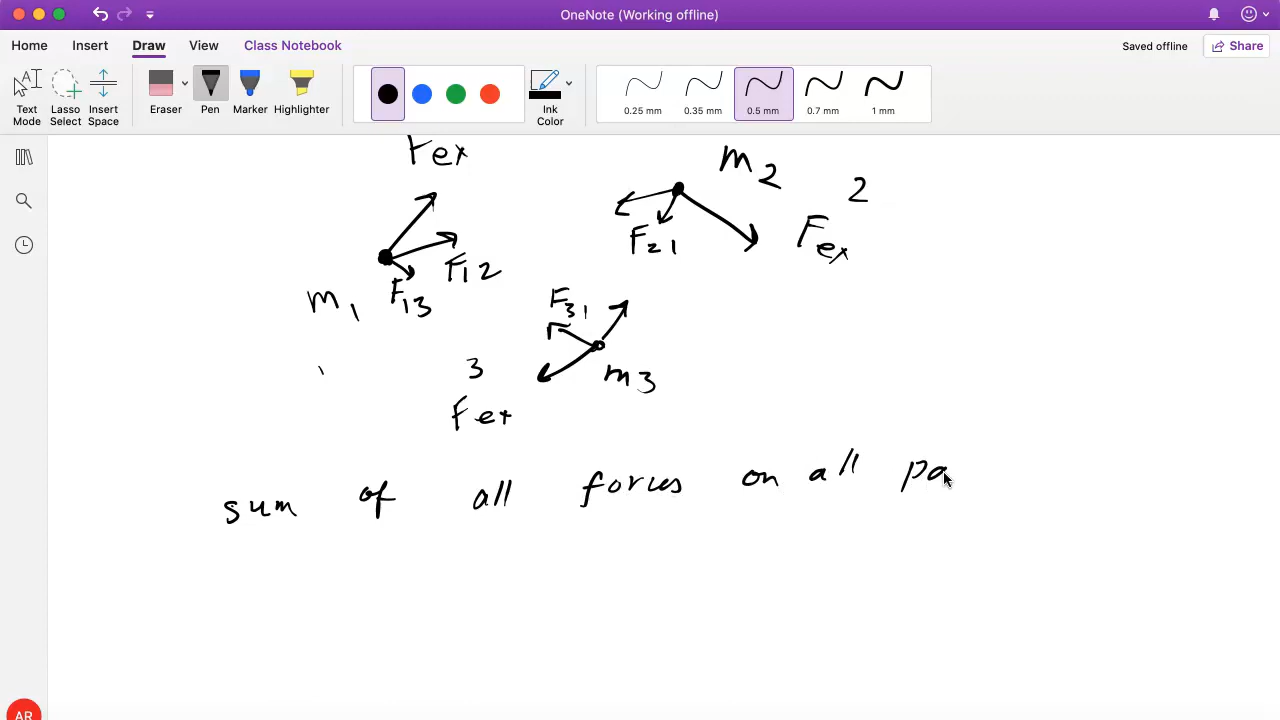 OneNote (Working offline)
Home Insert Draw View Class Notebook
Saved offline Share
Text Mode
Lasso Select
Insert Space
Eraser
Pen
Marker
Highlighter
Ink Color
0.25 mm
0.35 mm
0.5 mm
0.7 mm
1 mm
Fex
m2
2
Fex
F21
F12
F13
m1
F31
m3
3
Fex
sum of all forces on all pa
AR